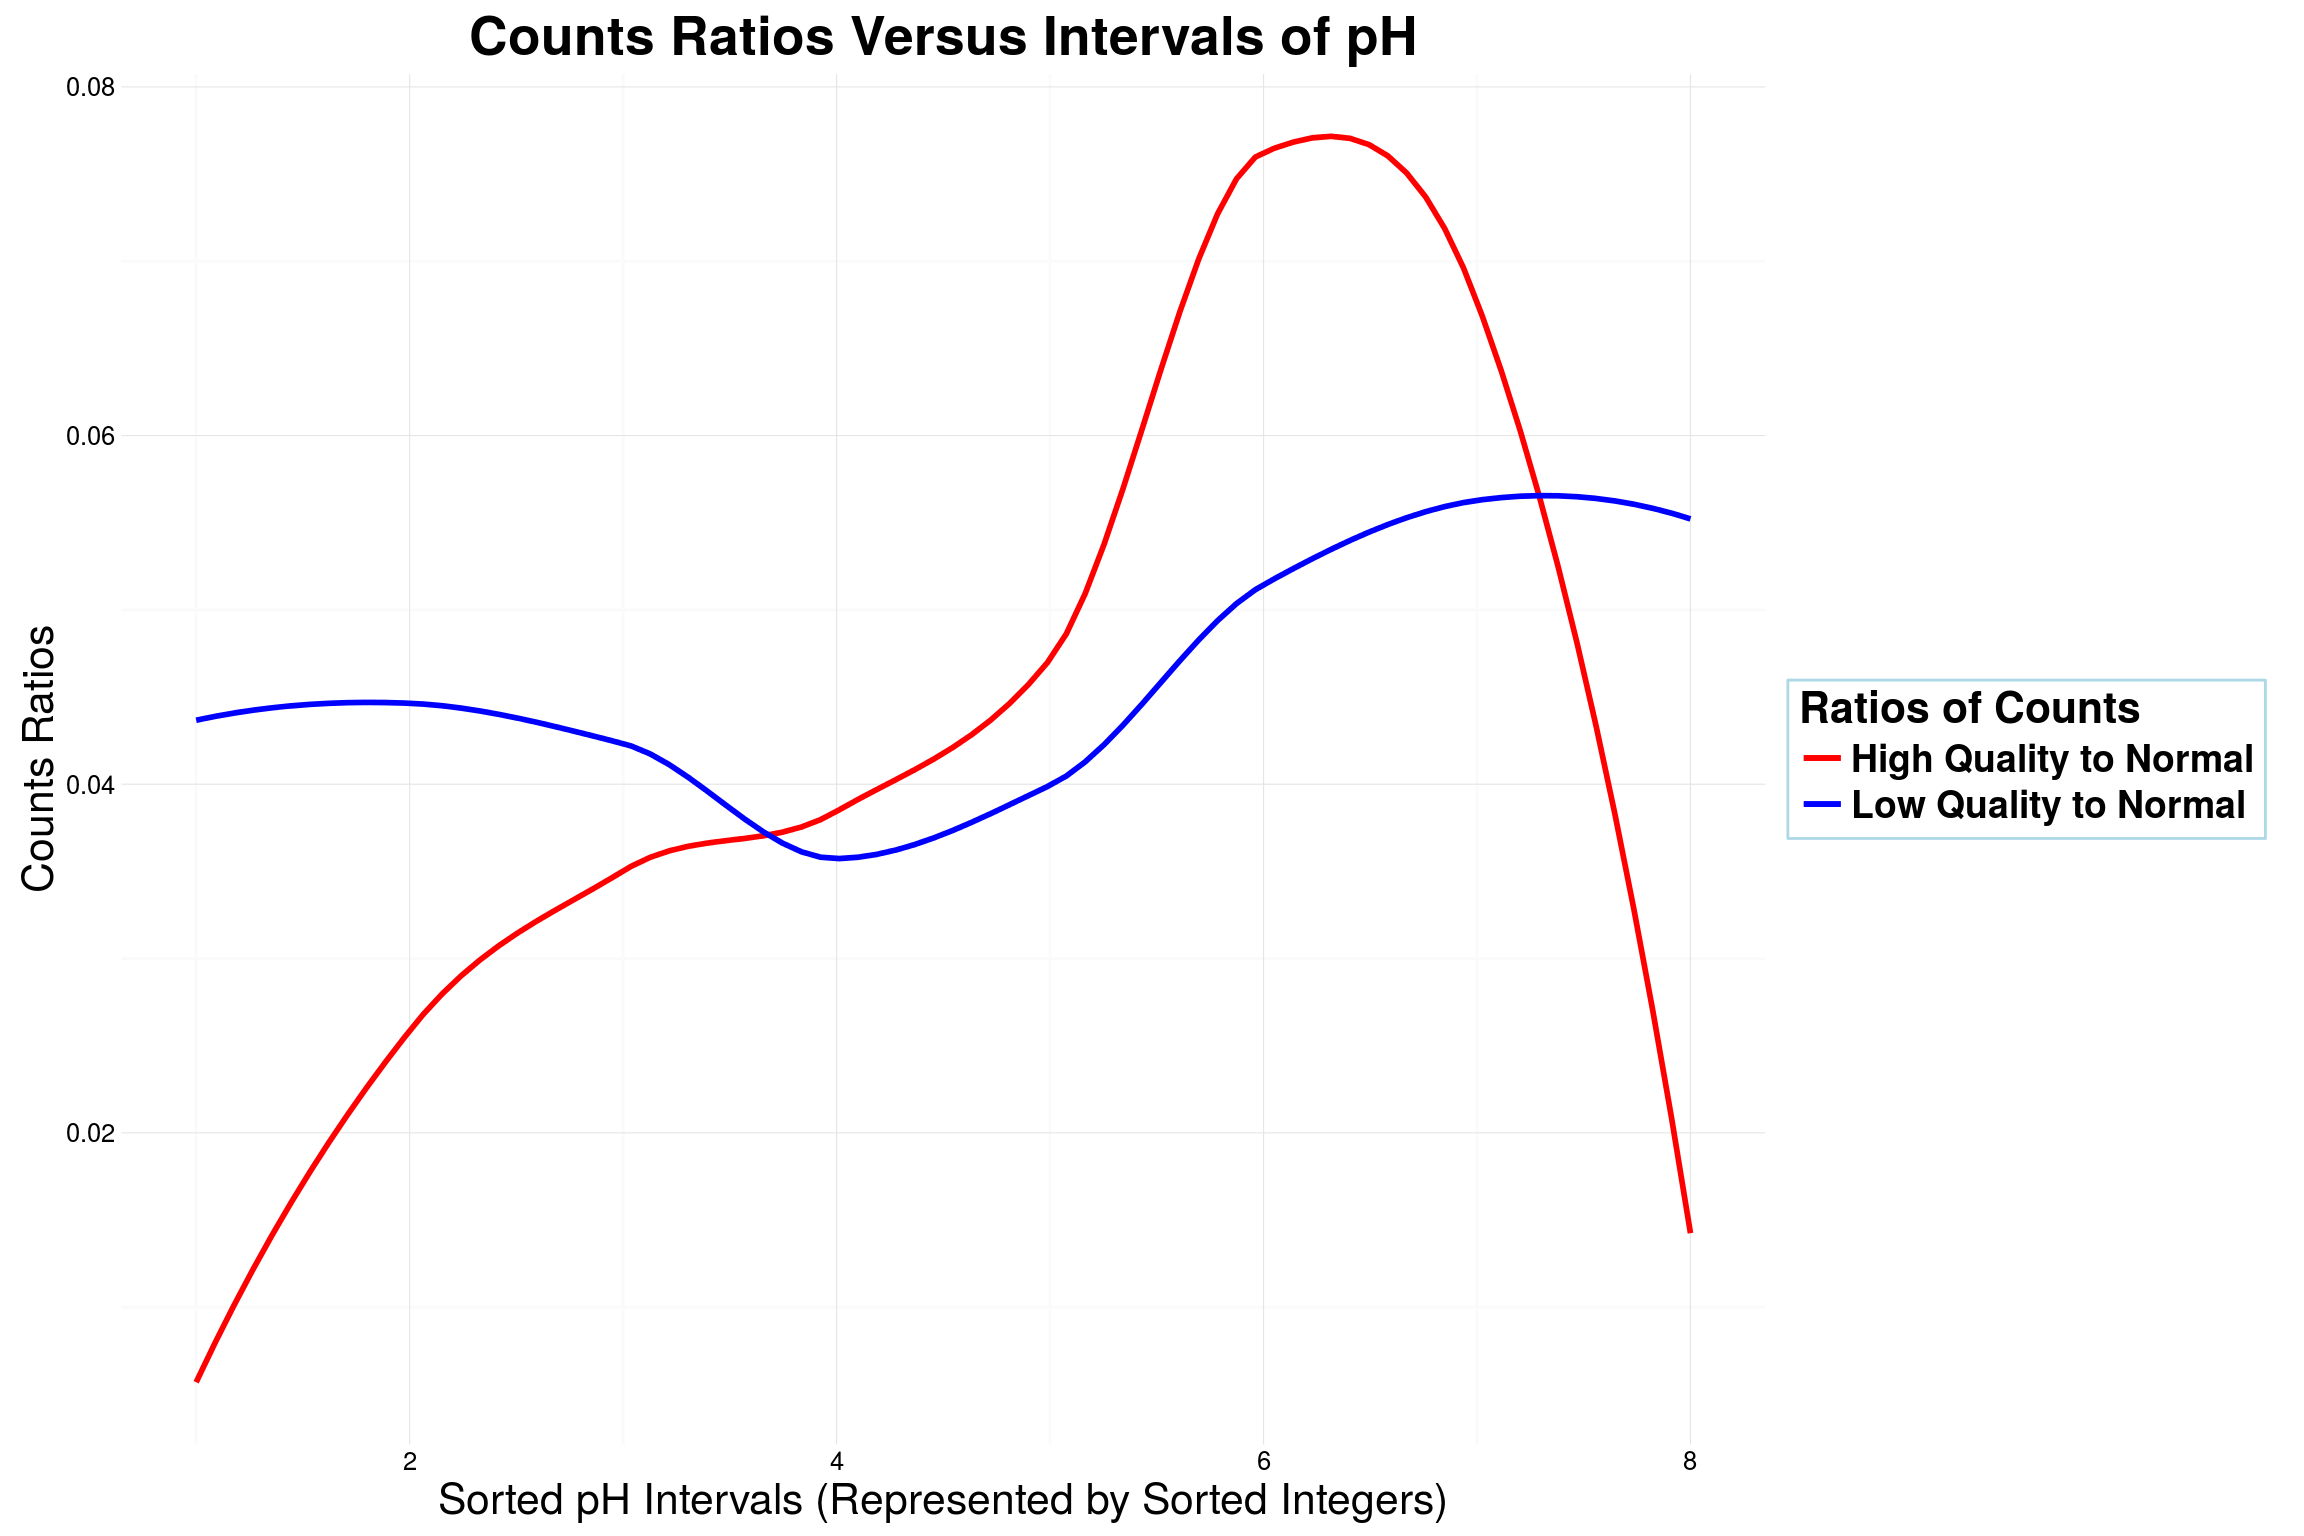 Counts Ratios Versus Intervals of pH
0.08
0.06
0.04
0.02
Counts Ratios
2 4 6 8
Sorted pH Intervals (Represented by Sorted Integers)
Ratios of Counts
High Quality to Normal
Low Quality to Normal